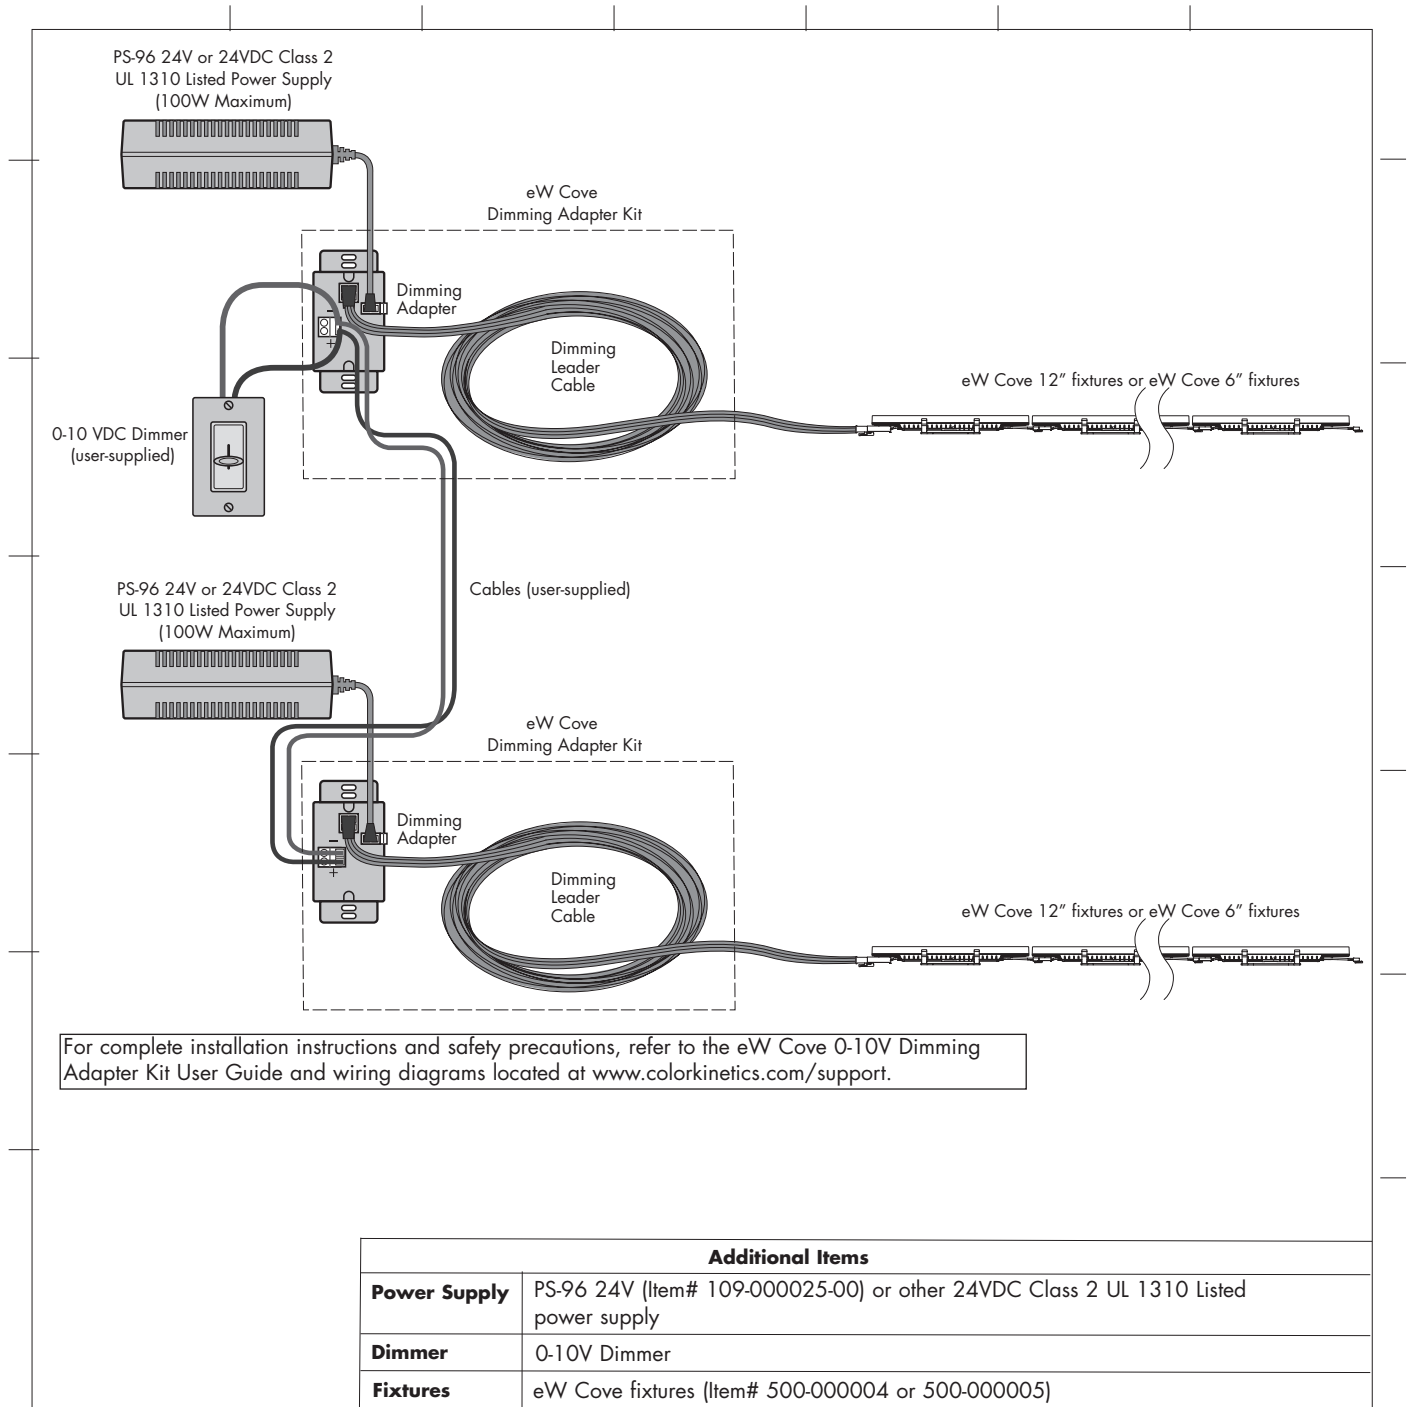 PS-96 24V or 24VDC Class 2
UL 1310 Listed Power Supply
(100W Maximum)
eW Cove
Dimming Adapter Kit
Dimming
Adapter
-
+
Dimming
Leader
Cable
eW Cove 12” fixtures or eW Cove 6” fixtures
0-10 VDC Dimmer
(user-supplied)
PS-96 24V or 24VDC Class 2
UL 1310 Listed Power Supply
(100W Maximum)
Cables (user-supplied)
eW Cove
Dimming Adapter Kit
Dimming
Adapter
-
+
Dimming
Leader
Cable
eW Cove 12” fixtures or eW Cove 6” fixtures
For complete installation instructions and safety precautions, refer to the eW Cove 0-10V Dimming
Adapter Kit User Guide and wiring diagrams located at www.colorkinetics.com/support.
Additional Items
Power Supply PS-96 24V (Item# 109-000025-00) or other 24VDC Class 2 UL 1310 Listed
power supply
Dimmer 0-10V Dimmer
Fixtures eW Cove fixtures (Item# 500-000004 or 500-000005)